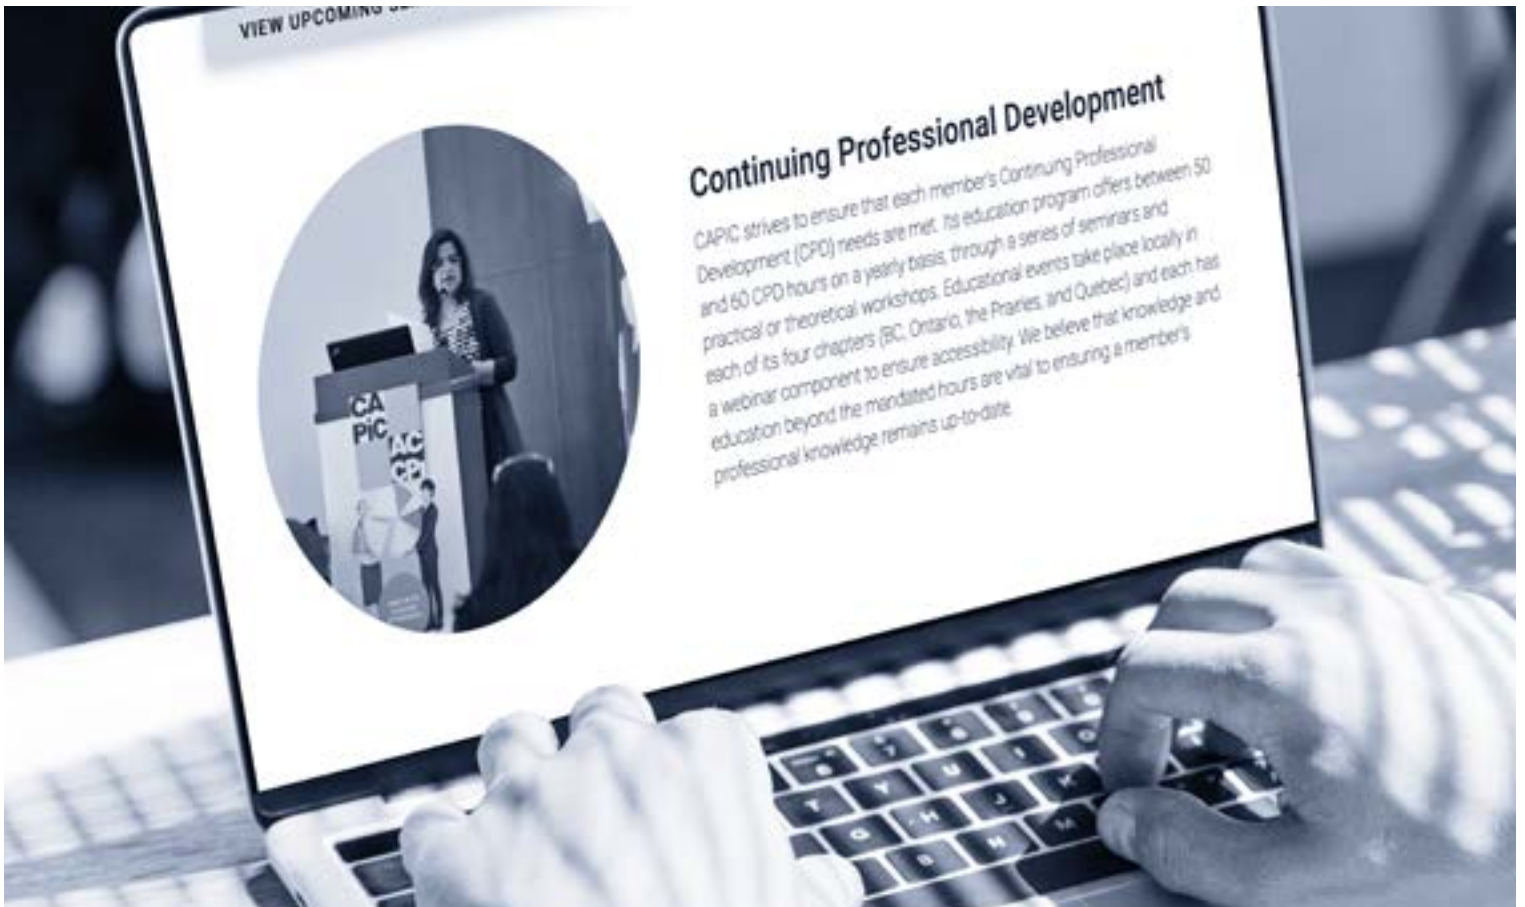 VIEW UPCOMING
Continuing Professional Development
CAPIC strives to ensure that each member's Continuing Professional
Development (CPD) needs are met. Its education program offers between 50
and 60 CPD hours on a yearly basis, through a series of seminars and
practical or theoretical workshops. Educational events take place locally in
each of its four chapters (BC, Ontario, the Prairies, and Quebec) and each has
a webinar component to ensure accessibility. We believe that knowledge and
education beyond the mandated hours are vital to ensuring a member's
professional knowledge remains up-to-date.
CA
PiC
AC
CPI
6
7
T
Y
U
I
O
G
H
J
K
B
N
M